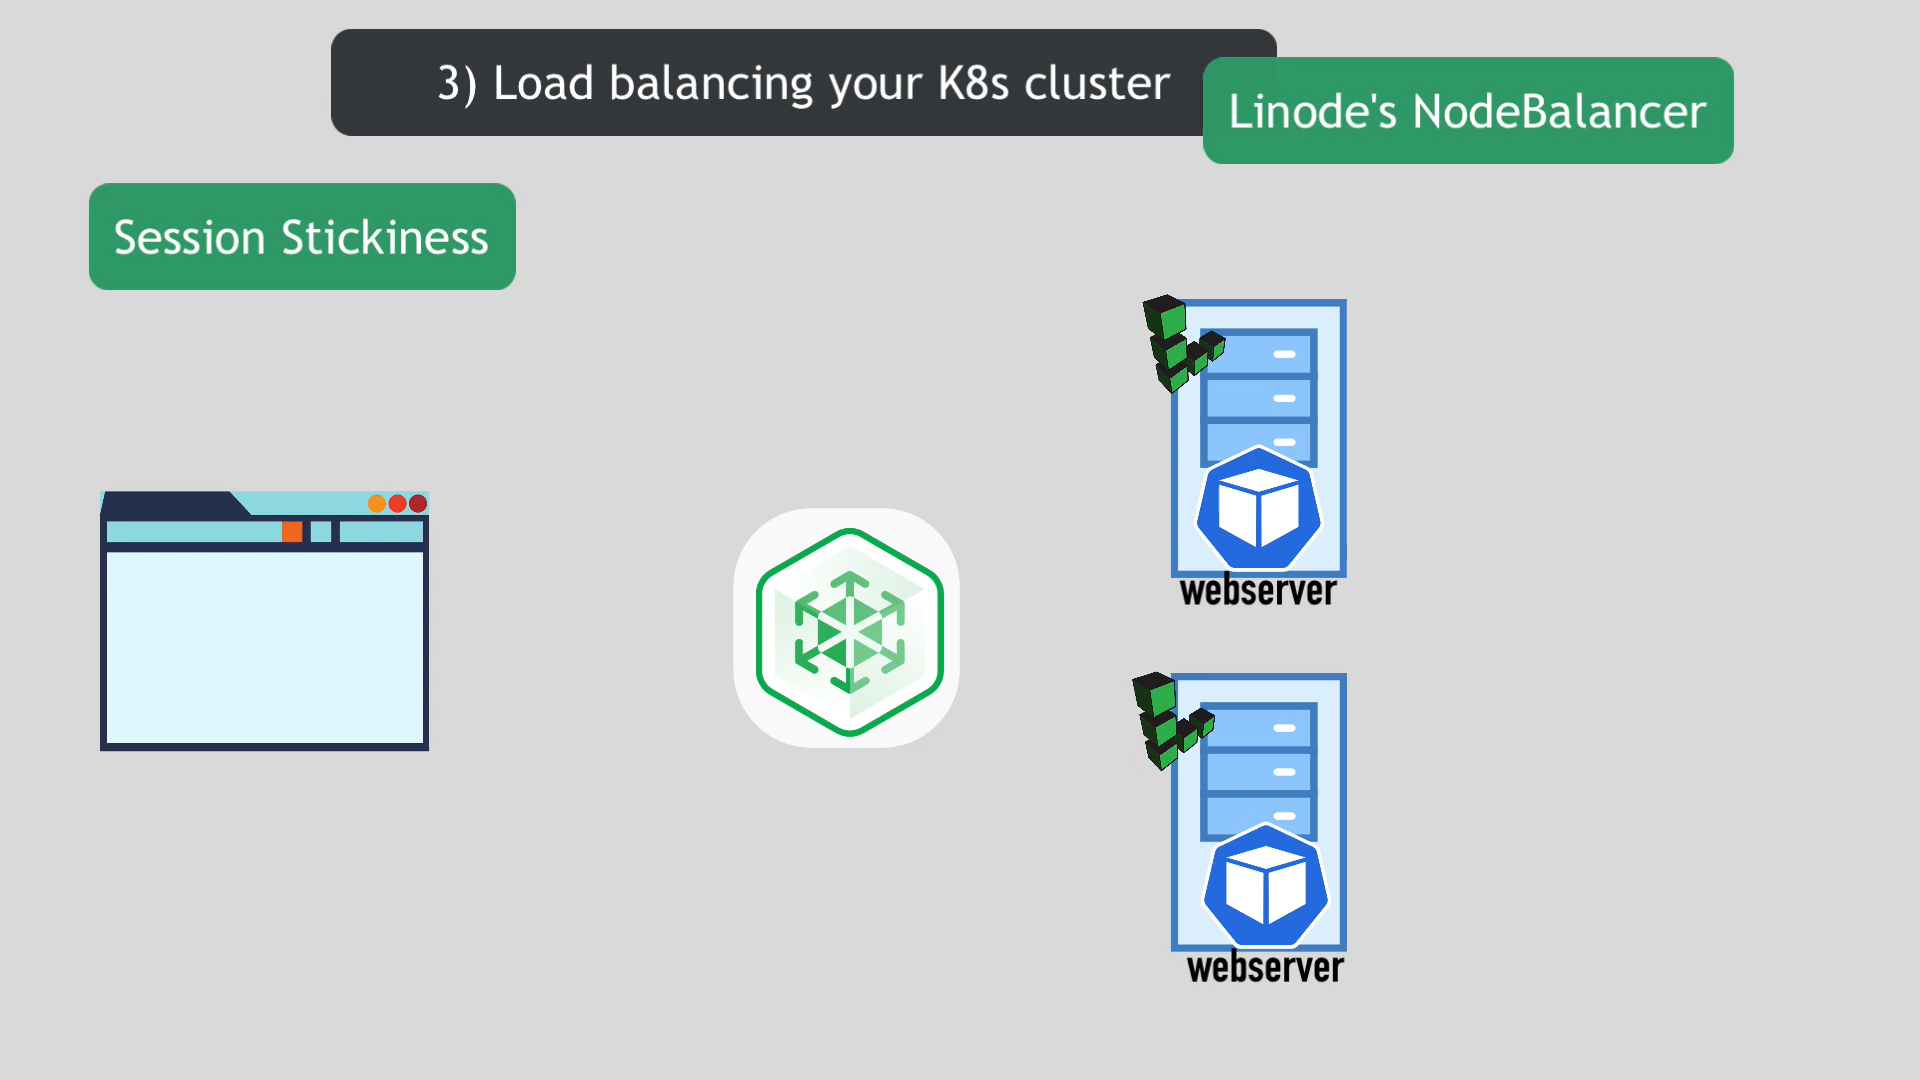 3) Load balancing your K8s cluster
Linode's NodeBalancer
Session Stickiness
webserver
webserver